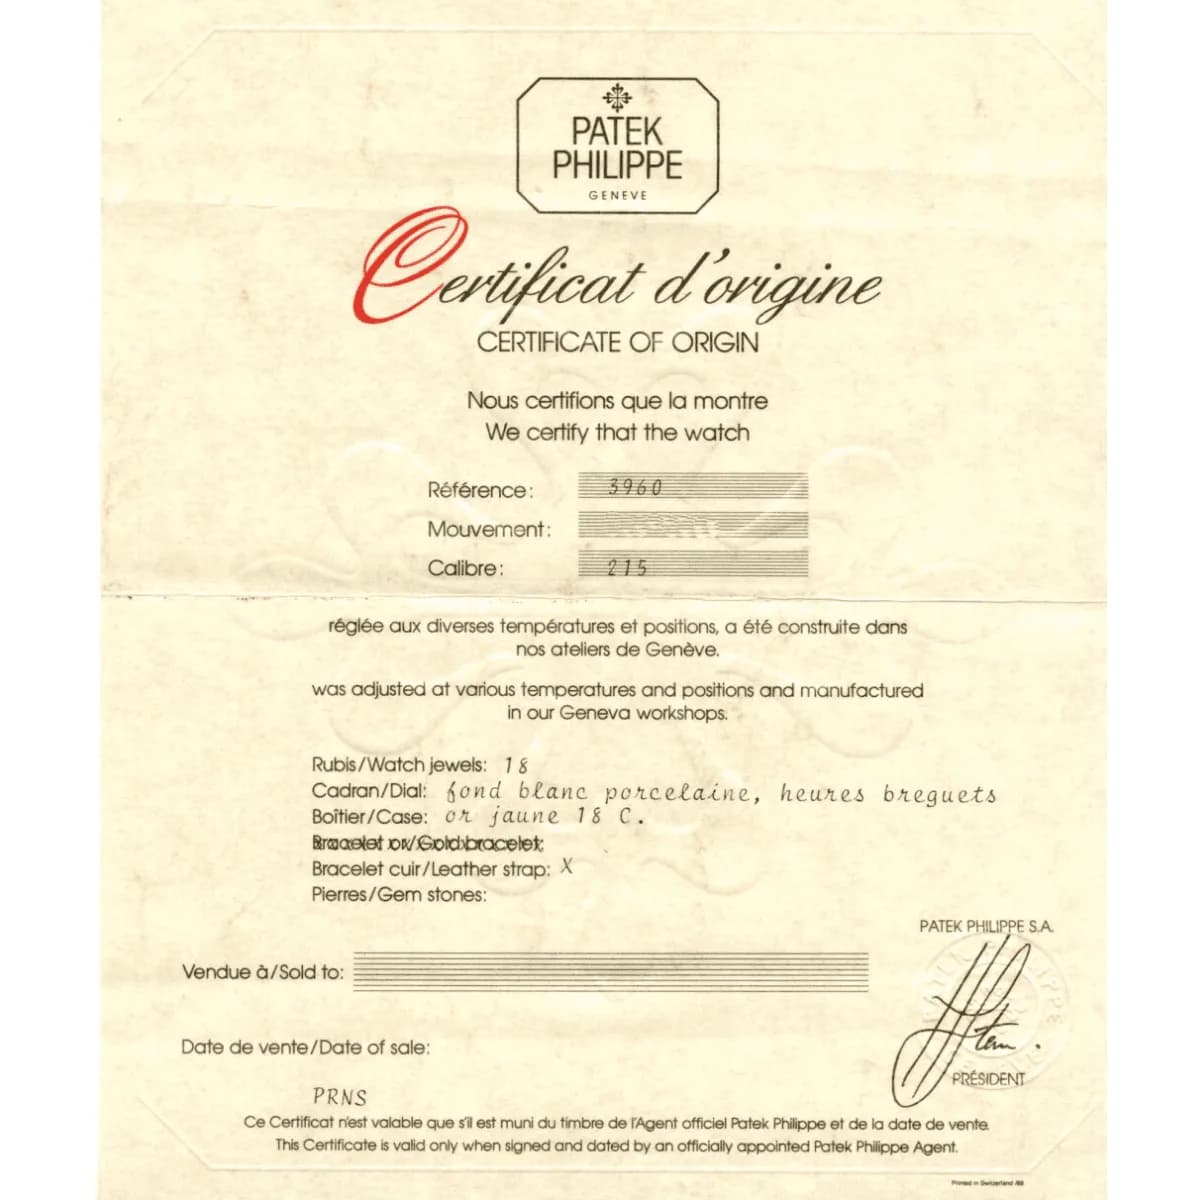 PATEK
PHILIPPE
GENEVE
Certificat d'origine
CERTIFICATE OF ORIGIN
Nous certifions que la montre
We certify that the watch
Référence: 3960
Mouvement:
Calibre: 215
réglée aux diverses températures et positions, a été construite dans
nos ateliers de Genève.
was adjusted at various temperatures and positions and manufactured
in our Geneva workshops.
Rubis/Watch jewels: 18
Cadran/Dial: fond blanc porcelaine, heures breguets
Boîtier/Case: or jaune 18 C.
Bracelet or/Gold bracelet:
Bracelet cuir/Leather strap: X
Pierres/Gem stones:
PATEK PHILIPPE S.A.
Vendue à/Sold to:
Stern
Date de vente/Date of sale:
PRÉSIDENT
PRNS
Ce Certificat n'est valable que s'il est muni du timbre de l'Agent officiel Patek Philippe et de la date de vente.
This Certificate is valid only when signed and dated by an officially appointed Patek Philippe Agent.
Printed in Switzerland /88